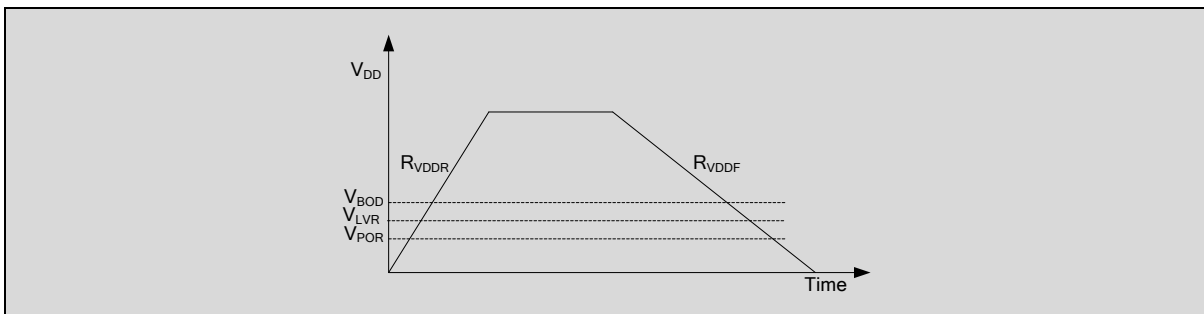 VDD
RVDDR
RVDDF
VBOD
VLVR
VPOR
Time